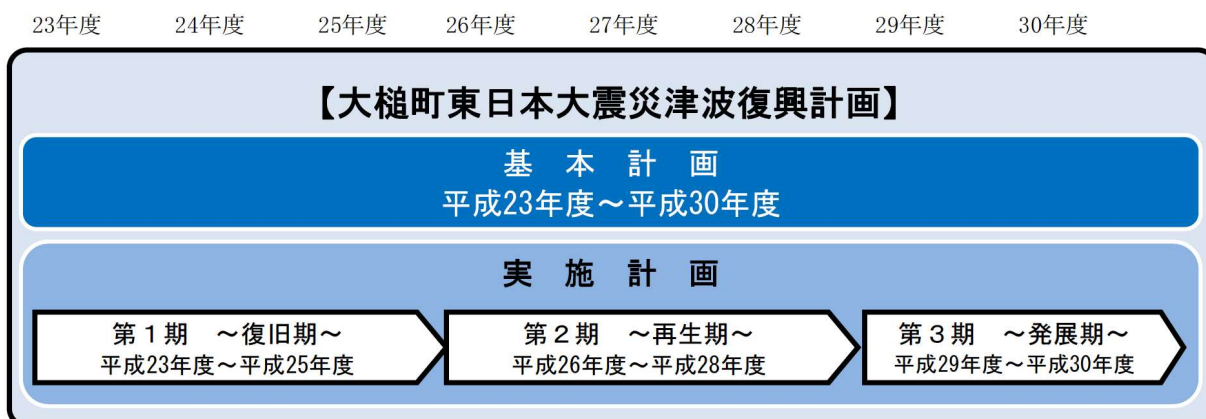 23年度 24年度 25年度 26年度 27年度 28年度 29年度 30年度
【大槌町東日本大震災津波復興計画】
基 本 計 画
平成23年度～平成30年度
実 施 計 画
第１期 ～復旧期～
平成23年度～平成25年度
第２期 ～再生期～
平成26年度～平成28年度
第３期 ～発展期～
平成29年度～平成30年度